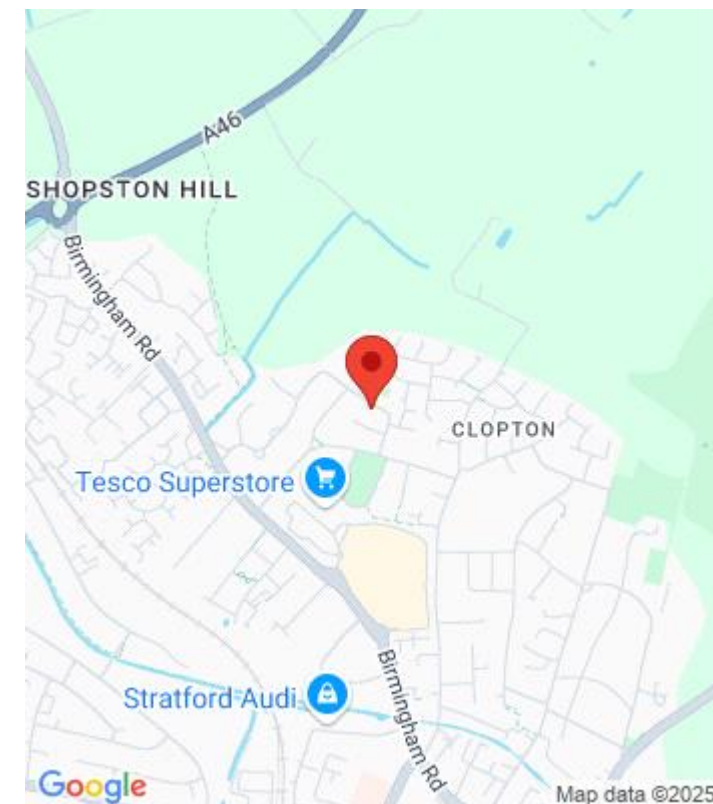 A46
SHOPSTON HILL
Birmingham Rd
CLOPTON
Tesco Superstore
Birmingham Rd
Stratford Audi
Google
Map data ©2025